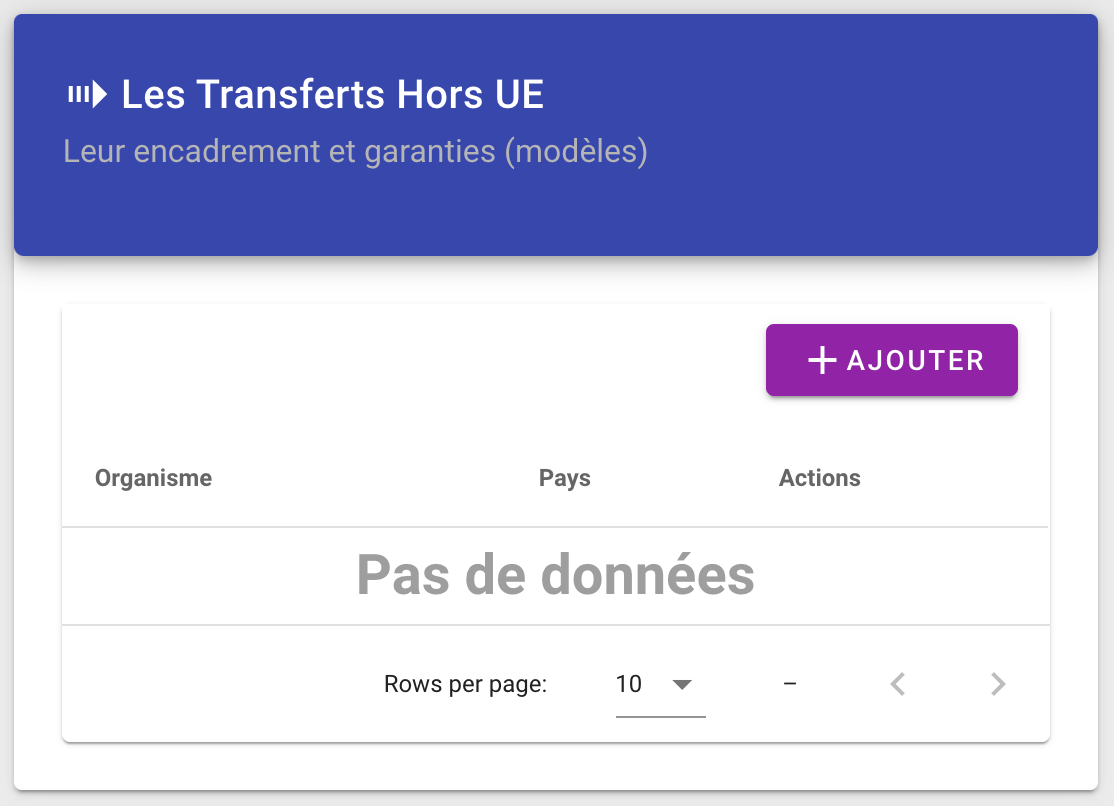 Les Transferts Hors UE
Leur encadrement et garanties (modèles)
AJOUTER
Organisme Pays Actions
Pas de données
Rows per page: 10 –